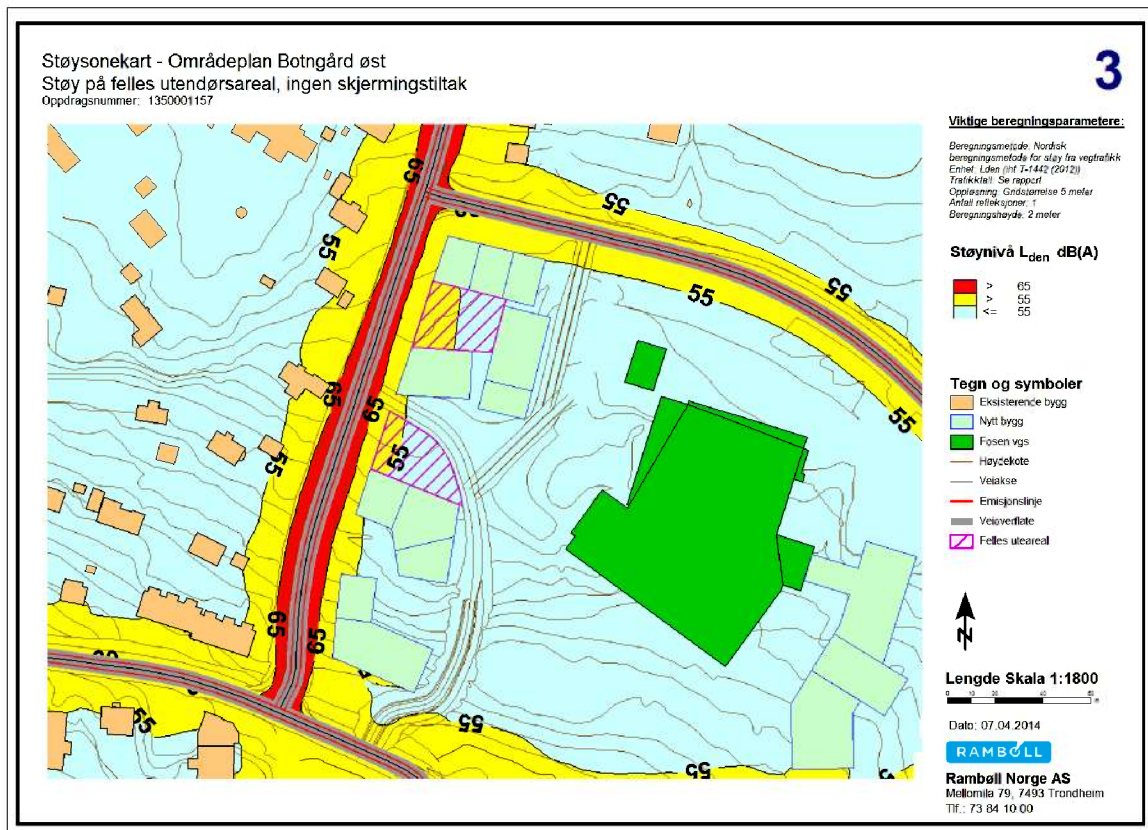 Støysonekart - Områdeplan Botngård øst
Støy på felles utendørsareal, ingen skjermingstiltak
Oppdragsnummer: 1350001157
3
Viktige beregningsparametere:
Beregningsmetode: Nordisk
beregningsmetode for støy fra vegtrafikk
Enhet: Lden (iht T-1442 (2012))
Trafikktall: Se rapport
Oppløsning: Gridstørrelse 5 meter
Antall refleksjoner: 1
Beregningshøyde: 2 meter
Støynivå Lden dB(A)
> 65
> 55
<= 55
Tegn og symboler
Eksisterende bygg
Nytt bygg
Fosen vgs
Høydekote
Veiakse
Emisjonslinje
Veioverflate
Felles uteareal
N
Lengde Skala 1:1800
0 10 20 40 60
m
Dato: 07.04.2014
RAMBØLL
Rambøll Norge AS
Mellomila 79, 7493 Trondheim
Tlf.: 73 84 10 00
65
55
55
55
55
55
65
65
55
55
65
65
55
55
55